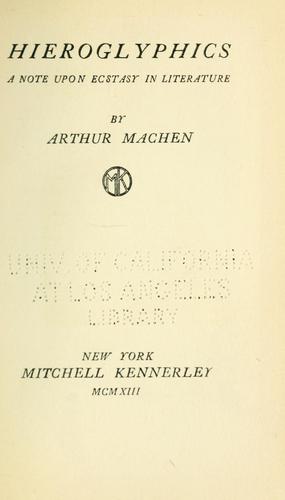 HIEROGLYPHICS
A NOTE UPON ECSTASY IN LITERATURE
BY
ARTHUR MACHEN
MK
UNIV. OF CALIFORNIA
AT LOS ANGELES
LIBRARY
NEW YORK
MITCHELL KENNERLEY
MCMXIII